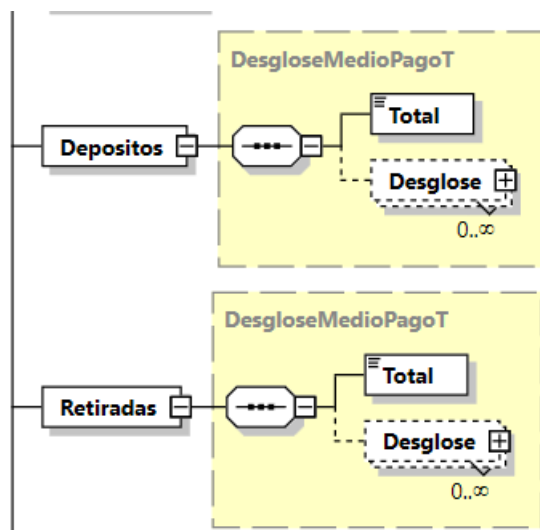 DesgloseMedioPagoT
Total
Depositos
Desglose
0..∞
DesgloseMedioPagoT
Total
Retiradas
Desglose
0..∞